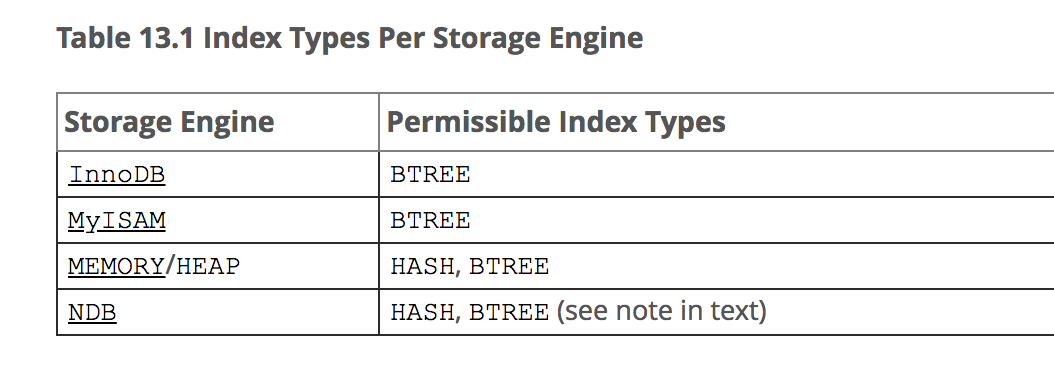 Table 13.1 Index Types Per Storage Engine
Storage Engine Permissible Index Types
InnoDB BTREE
MyISAM BTREE
MEMORY/HEAP HASH, BTREE
NDB HASH, BTREE (see note in text)